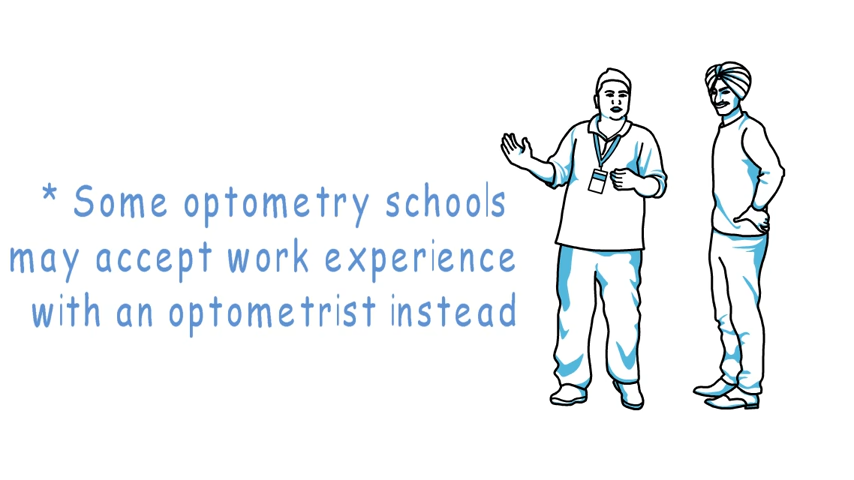 * Some optometry schools
may accept work experience
with an optometrist instead